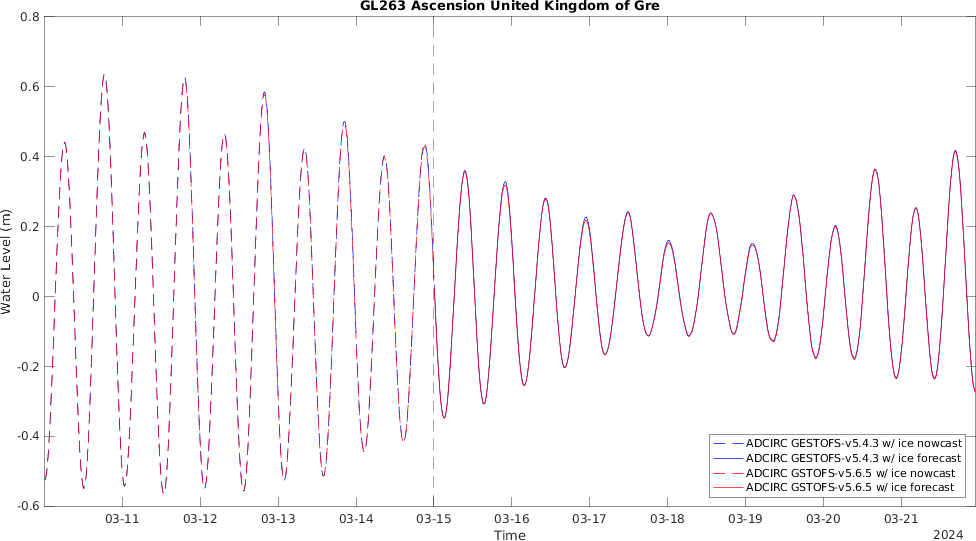 GL263 Ascension United Kingdom of Gre
Water Level (m)
0.8
0.6
0.4
0.2
0
-0.2
-0.4
-0.6
03-11 03-12 03-13 03-14 03-15 03-16 03-17 03-18 03-19 03-20 03-21
Time
2024
ADCIRC GESTOFS-v5.4.3 w/ ice nowcast
ADCIRC GESTOFS-v5.4.3 w/ ice forecast
ADCIRC GSTOFS-v5.6.5 w/ ice nowcast
ADCIRC GSTOFS-v5.6.5 w/ ice forecast